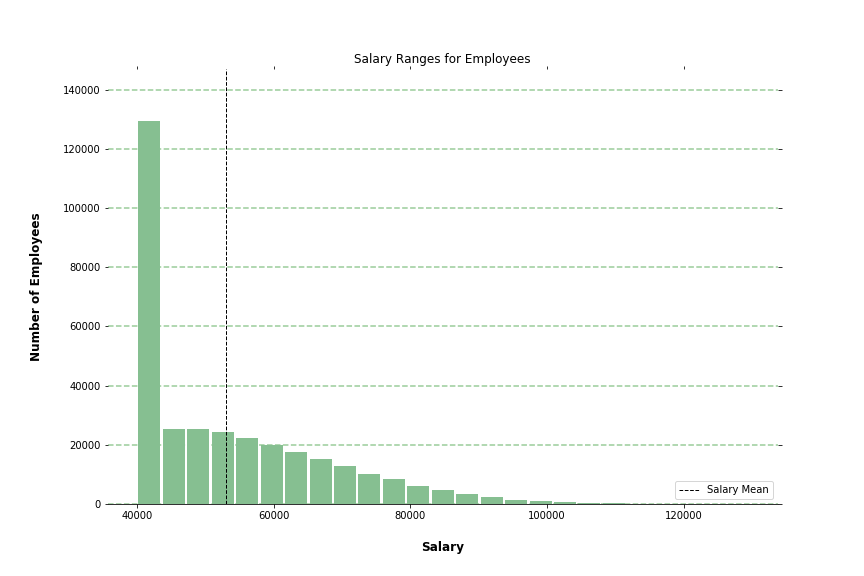 Salary Ranges for Employees
140000
120000
100000
80000
60000
40000
20000
0
Number of Employees
Salary Mean
40000 60000 80000 100000 120000
Salary